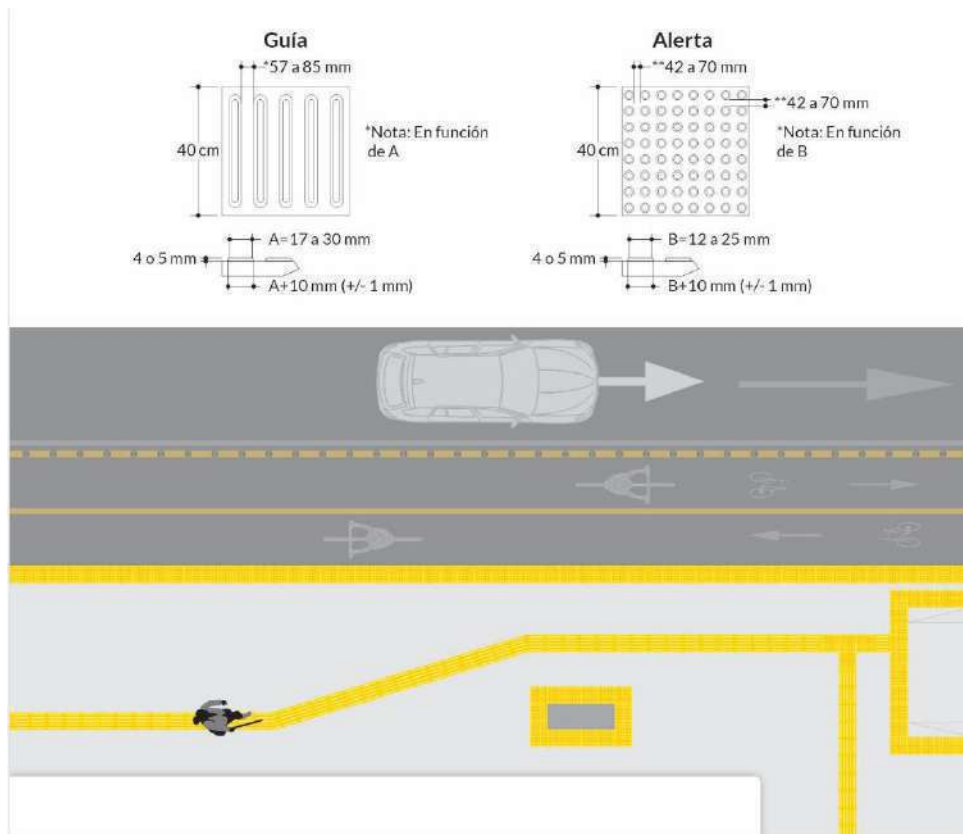 Guía
*57 a 85 mm
40 cm
*Nota: En función
de A
A=17 a 30 mm
4 o 5 mm
A+10 mm (+/- 1 mm)
Alerta
**42 a 70 mm
**42 a 70 mm
40 cm
*Nota: En función
de B
B=12 a 25 mm
4 o 5 mm
B+10 mm (+/- 1 mm)